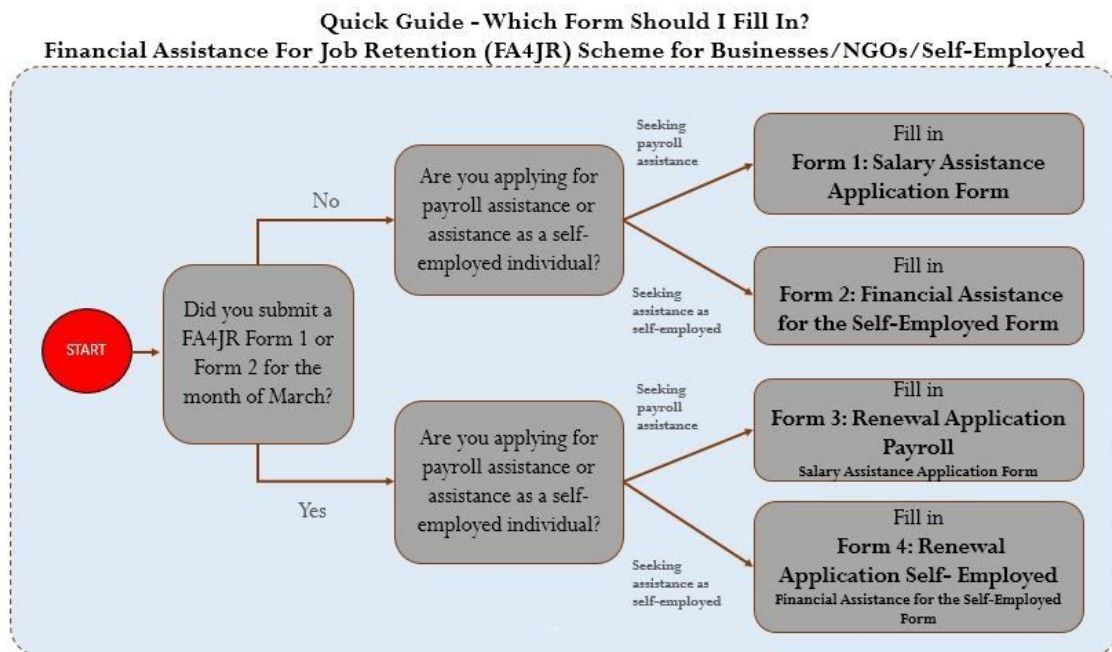 Quick Guide - Which Form Should I Fill In?
Financial Assistance For Job Retention (FA4JR) Scheme for Businesses/NGOs/Self-Employed
START
Did you submit a
FA4JR Form 1 or
Form 2 for the
month of March?
No
Are you applying for
payroll assistance or
assistance as a self-
employed individual?
Seeking
payroll
assistance
Fill in
Form 1: Salary Assistance
Application Form
Seeking
assistance as
self-employed
Fill in
Form 2: Financial Assistance
for the Self-Employed Form
Yes
Are you applying for
payroll assistance or
assistance as a self-
employed individual?
Seeking
payroll
assistance
Fill in
Form 3: Renewal Application
Payroll
Salary Assistance Application Form
Seeking
assistance as
self-employed
Fill in
Form 4: Renewal
Application Self- Employed
Financial Assistance for the Self-Employed
Form